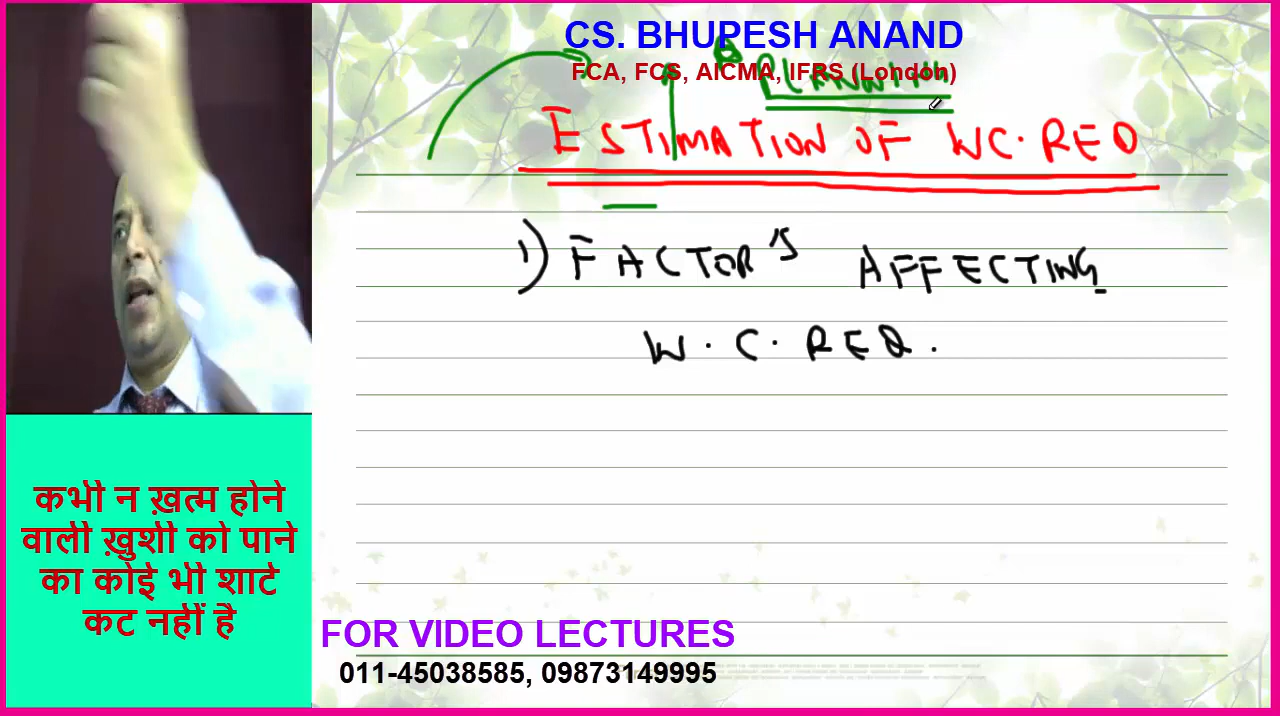 CS. BHUPESH ANAND
FCA, FCS, AICMA, IFRS (London)
ESTIMATION OF WC. REQ
1) FACTOR'S AFFECTING
W. C. REQ.
कभी न ख़त्म होने
वाली ख़ुशी को पाने
का कोई भी शार्ट
कट नहीं है
FOR VIDEO LECTURES
011-45038585, 09873149995